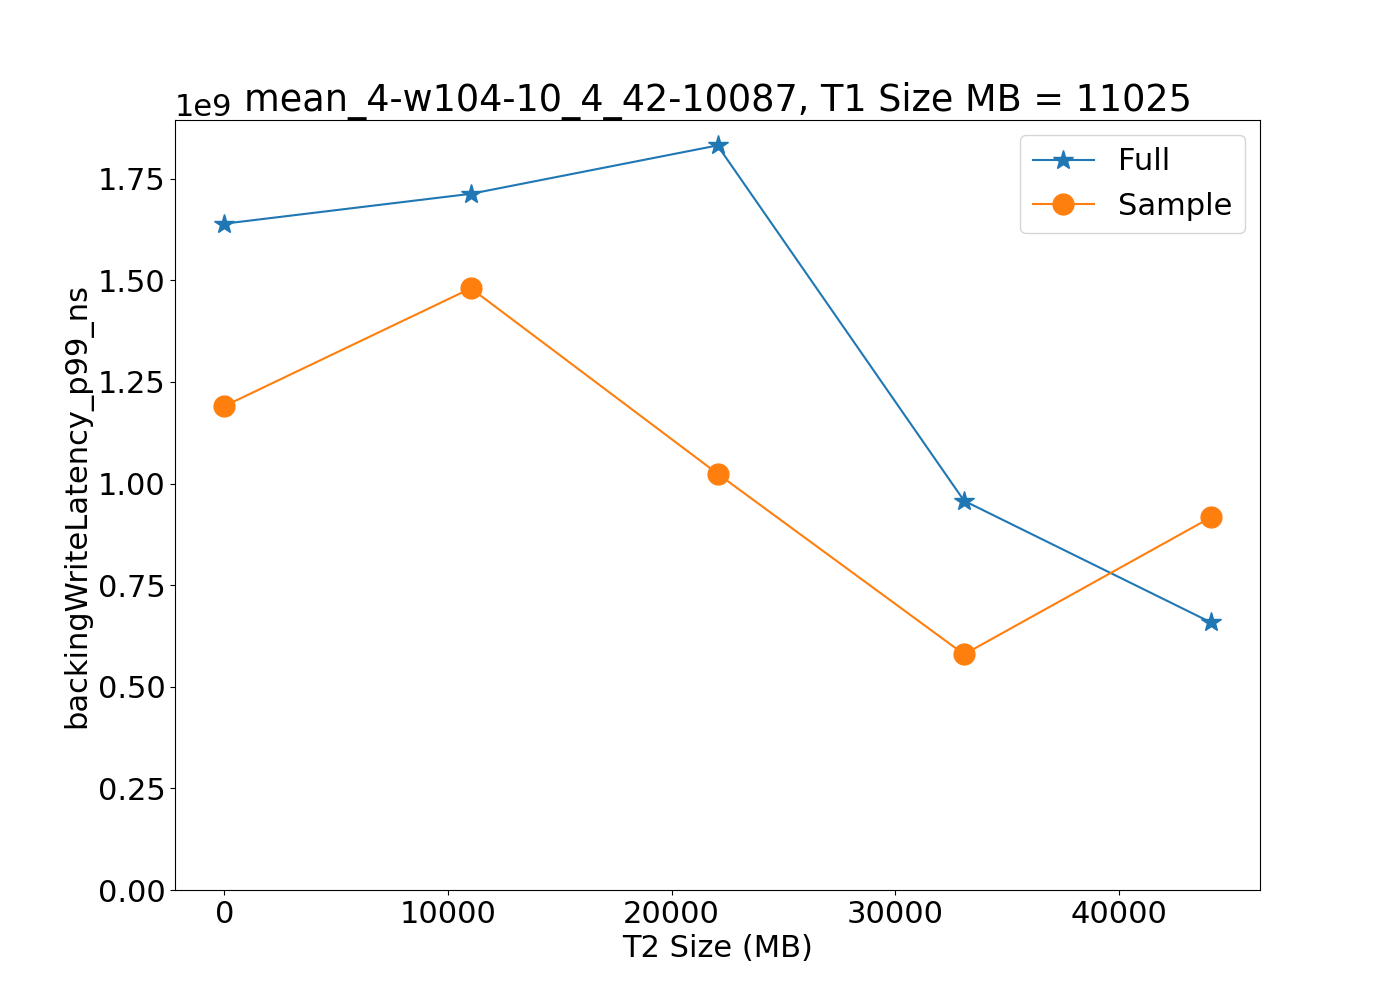 1e9 mean_4-w104-10_4_42-10087, T1 Size MB = 11025
Full
Sample
backingWriteLatency_p99_ns
1.75
1.50
1.25
1.00
0.75
0.50
0.25
0.00
0 10000 20000 30000 40000
T2 Size (MB)